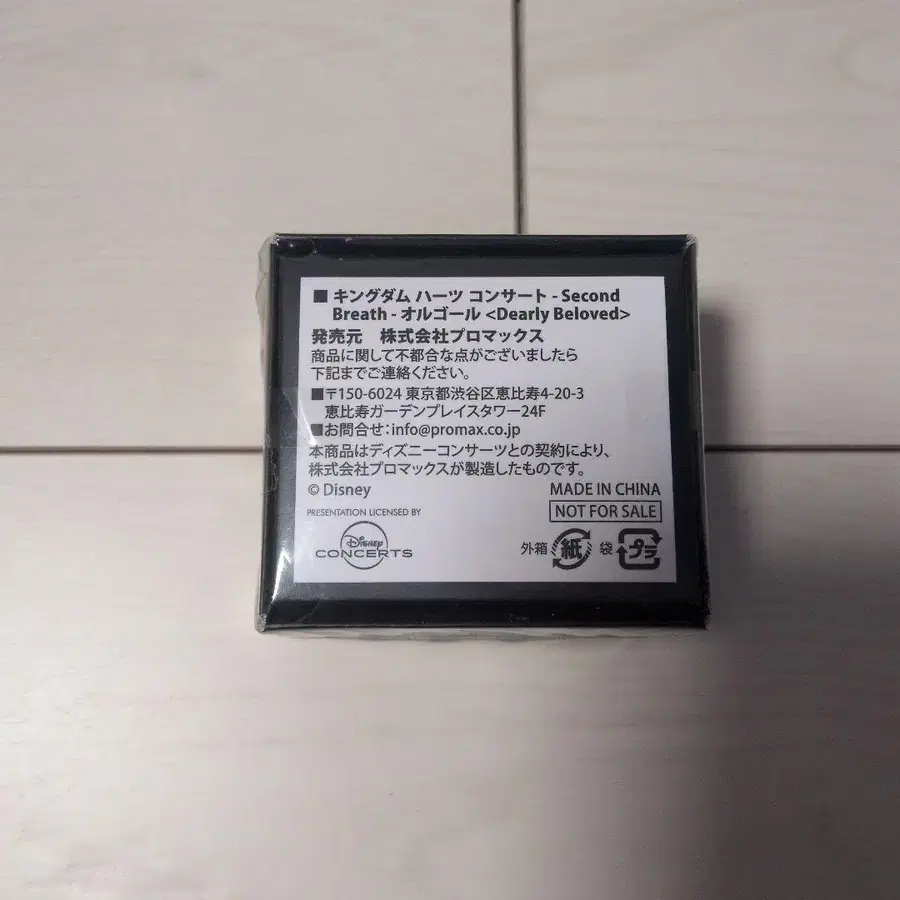 ■ キングダム ハーツ コンサート - Second
Breath - オルゴール <Dearly Beloved>
発売元　株式会社プロマックス
商品に関して不都合な点がございましたら
下記までご連絡ください。
■〒150-6024 東京都渋谷区恵比寿4-20-3
恵比寿ガーデンプレイスタワー24F
■お問合せ:info@promax.co.jp
本商品はディズニーコンサーツとの契約により、
株式会社プロマックスが製造したものです。
© Disney
MADE IN CHINA
NOT FOR SALE
PRESENTATION LICENSED BY
Disney
CONCERTS
外箱 紙 袋 プラ